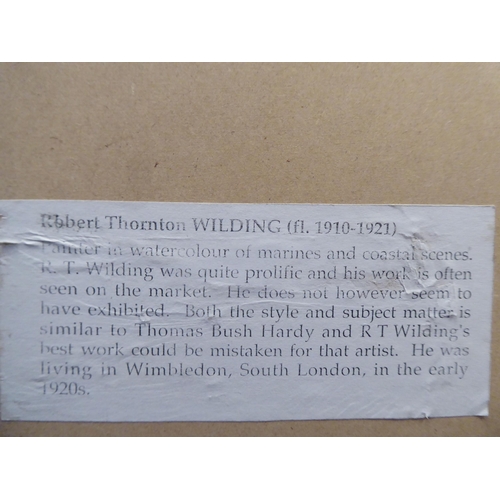 Robert Thornton WILDING (fl. 1910-1921)
Painter in watercolour of marines and coastal scenes.
R. T. Wilding was quite prolific and his work is often
seen on the market. He does not however seem to
have exhibited. Both the style and subject matter is
similar to Thomas Bush Hardy and R T Wilding's
best work could be mistaken for that artist. He was
living in Wimbledon, South London, in the early
1920s.